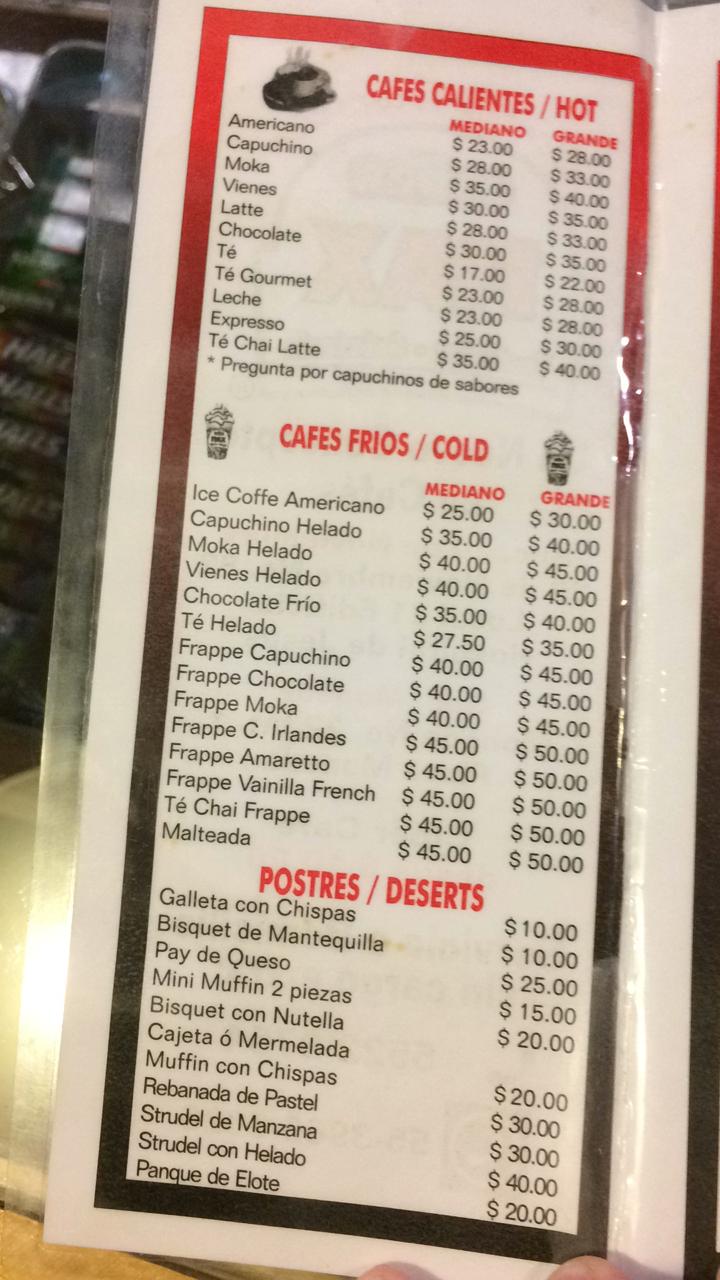 CAFES CALIENTES / HOT
MEDIANO GRANDE
Americano $ 23.00 $ 28.00
Capuchino $ 28.00 $ 33.00
Moka $ 35.00 $ 40.00
Vienes $ 30.00 $ 35.00
Latte $ 28.00 $ 33.00
Chocolate $ 30.00 $ 35.00
Té $ 17.00 $ 22.00
Té Gourmet $ 23.00 $ 28.00
Leche $ 23.00 $ 28.00
Expresso $ 25.00 $ 30.00
Té Chai Latte $ 35.00 $ 40.00
* Pregunta por capuchinos de sabores
CAFES FRIOS / COLD
MEDIANO GRANDE
Ice Coffe Americano $ 25.00 $ 30.00
Capuchino Helado $ 35.00 $ 40.00
Moka Helado $ 40.00 $ 45.00
Vienes Helado $ 40.00 $ 45.00
Chocolate Frío $ 35.00 $ 40.00
Té Helado $ 27.50 $ 35.00
Frappe Capuchino $ 40.00 $ 45.00
Frappe Chocolate $ 40.00 $ 45.00
Frappe Moka $ 40.00 $ 45.00
Frappe C. Irlandes $ 45.00 $ 50.00
Frappe Amaretto $ 45.00 $ 50.00
Frappe Vainilla French $ 45.00 $ 50.00
Té Chai Frappe $ 45.00 $ 50.00
Malteada $ 45.00 $ 50.00
POSTRES / DESERTS
Galleta con Chispas $ 10.00
Bisquet de Mantequilla $ 10.00
Pay de Queso $ 25.00
Mini Muffin 2 piezas $ 15.00
Bisquet con Nutella $ 20.00
Cajeta ó Mermelada
Muffin con Chispas $ 20.00
Rebanada de Pastel $ 30.00
Strudel de Manzana $ 30.00
Strudel con Helado $ 40.00
Panque de Elote $ 20.00